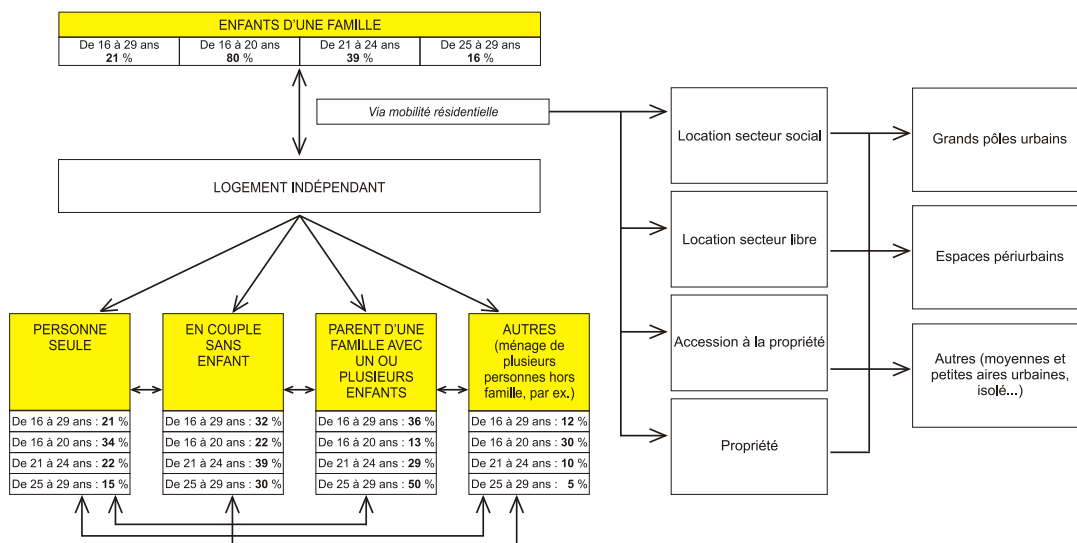 ENFANTS D'UNE FAMILLE
De 16 à 29 ans
21 %
De 16 à 20 ans
80 %
De 21 à 24 ans
39 %
De 25 à 29 ans
16 %
Via mobilité résidentielle
LOGEMENT INDÉPENDANT
PERSONNE
SEULE
De 16 à 29 ans : 21 %
De 16 à 20 ans : 34 %
De 21 à 24 ans : 22 %
De 25 à 29 ans : 15 %
EN COUPLE
SANS
ENFANT
De 16 à 29 ans : 32 %
De 16 à 20 ans : 22 %
De 21 à 24 ans : 39 %
De 25 à 29 ans : 30 %
PARENT D'UNE
FAMILLE AVEC
UN OU
PLUSIEURS
ENFANTS
De 16 à 29 ans : 36 %
De 16 à 20 ans : 13 %
De 21 à 24 ans : 29 %
De 25 à 29 ans : 50 %
AUTRES
(ménage de
plusieurs
personnes hors
famille, par ex.)
De 16 à 29 ans : 12 %
De 16 à 20 ans : 30 %
De 21 à 24 ans : 10 %
De 25 à 29 ans : 5 %
Location secteur social
Location secteur libre
Accession à la propriété
Propriété
Grands pôles urbains
Espaces périurbains
Autres (moyennes et
petites aires urbaines,
isolé...)